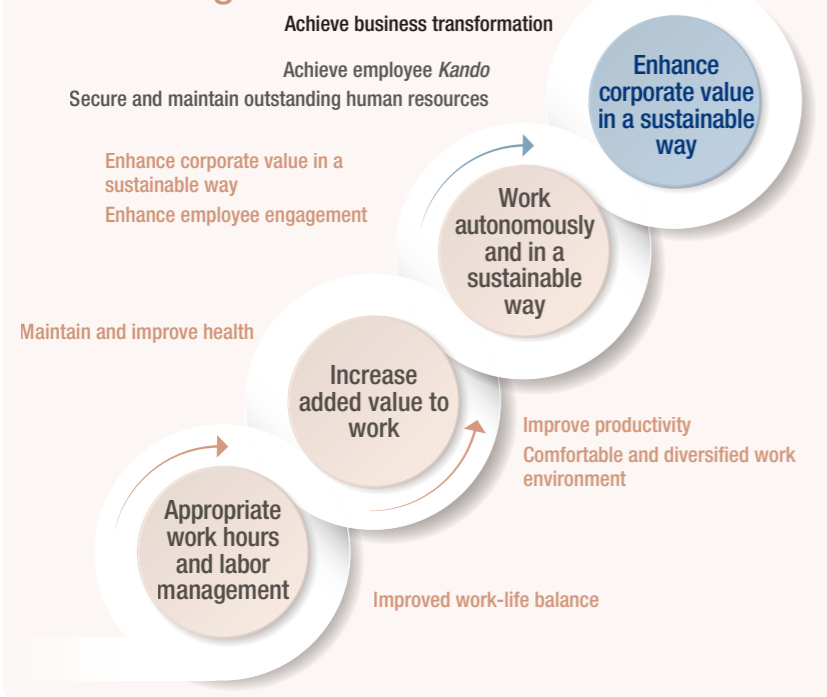 Achieve business transformation
Achieve employee Kando
Secure and maintain outstanding human resources
Enhance
corporate value
in a sustainable
way
Enhance corporate value in a
sustainable way
Enhance employee engagement
Work
autonomously
and in a
sustainable
way
Maintain and improve health
Increase
added value to
work
Improve productivity
Comfortable and diversified work
environment
Appropriate
work hours
and labor
management
Improved work-life balance